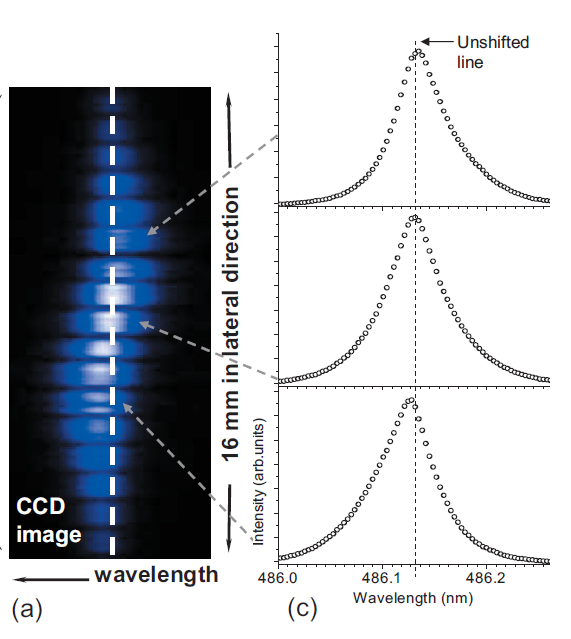 Unshifted
line
16 mm in lateral direction
CCD
image
wavelength
(a)
Intensity (arb.units)
486.0
486.1
486.2
Wavelength (nm)
(c)